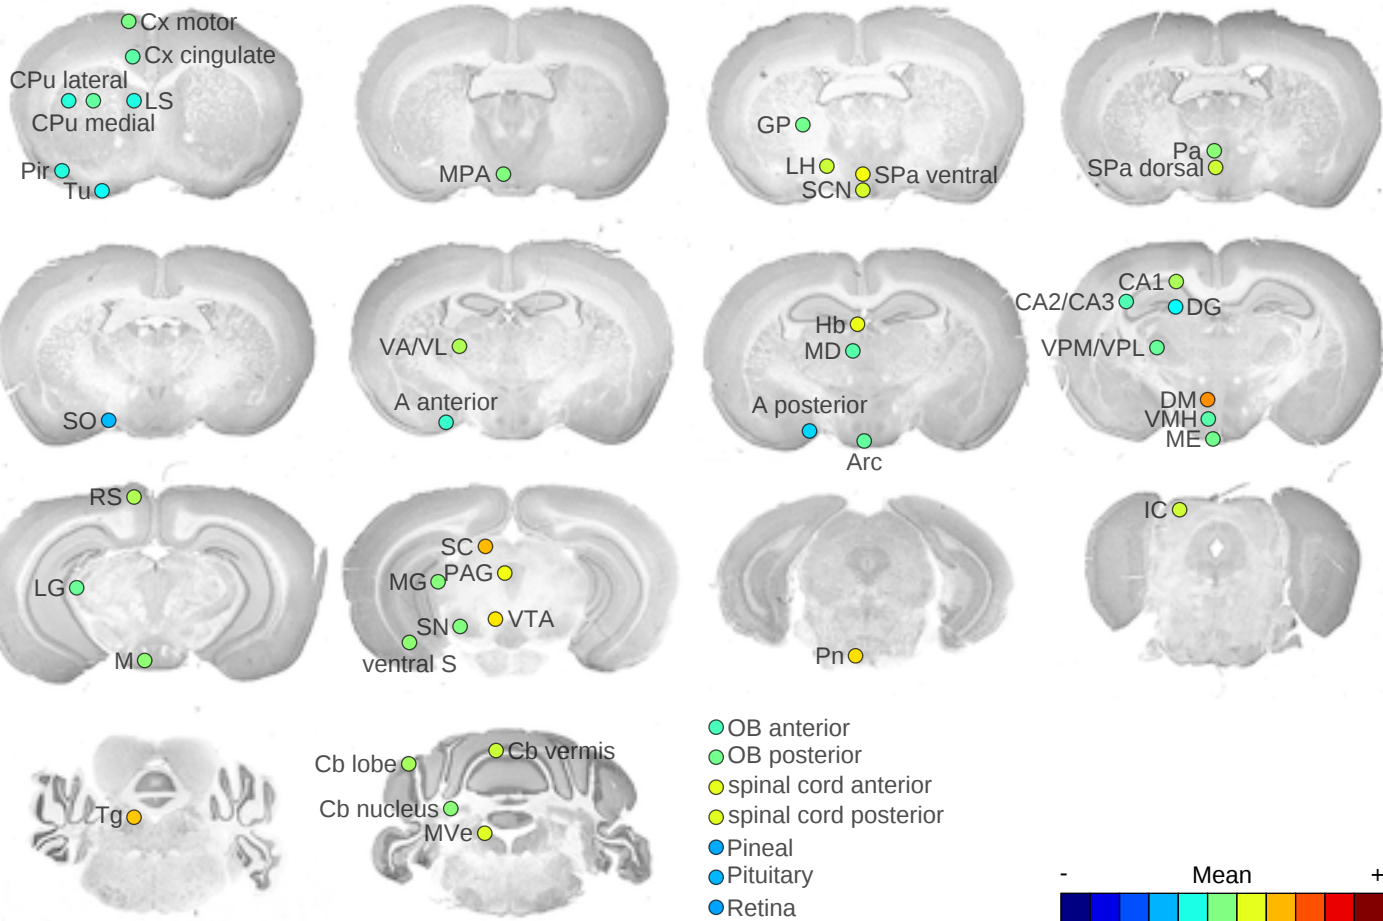 Cx motor
Cx cingulate
CPu lateral
LS
CPu medial
Pir
Tu
MPA
GP
LH
SPa ventral
SCN
Pa
SPa dorsal
SO
VA/VL
A anterior
Hb
MD
A posterior
Arc
CA1
CA2/CA3
DG
VPM/VPL
DM
VMH
ME
RS
LG
M
SC
PAG
MG
VTA
SN
ventral S
Pn
IC
Tg
Cb lobe
Cb vermis
Cb nucleus
MVe
OB anterior
OB posterior
spinal cord anterior
spinal cord posterior
Pineal
Pituitary
Retina
- Mean +